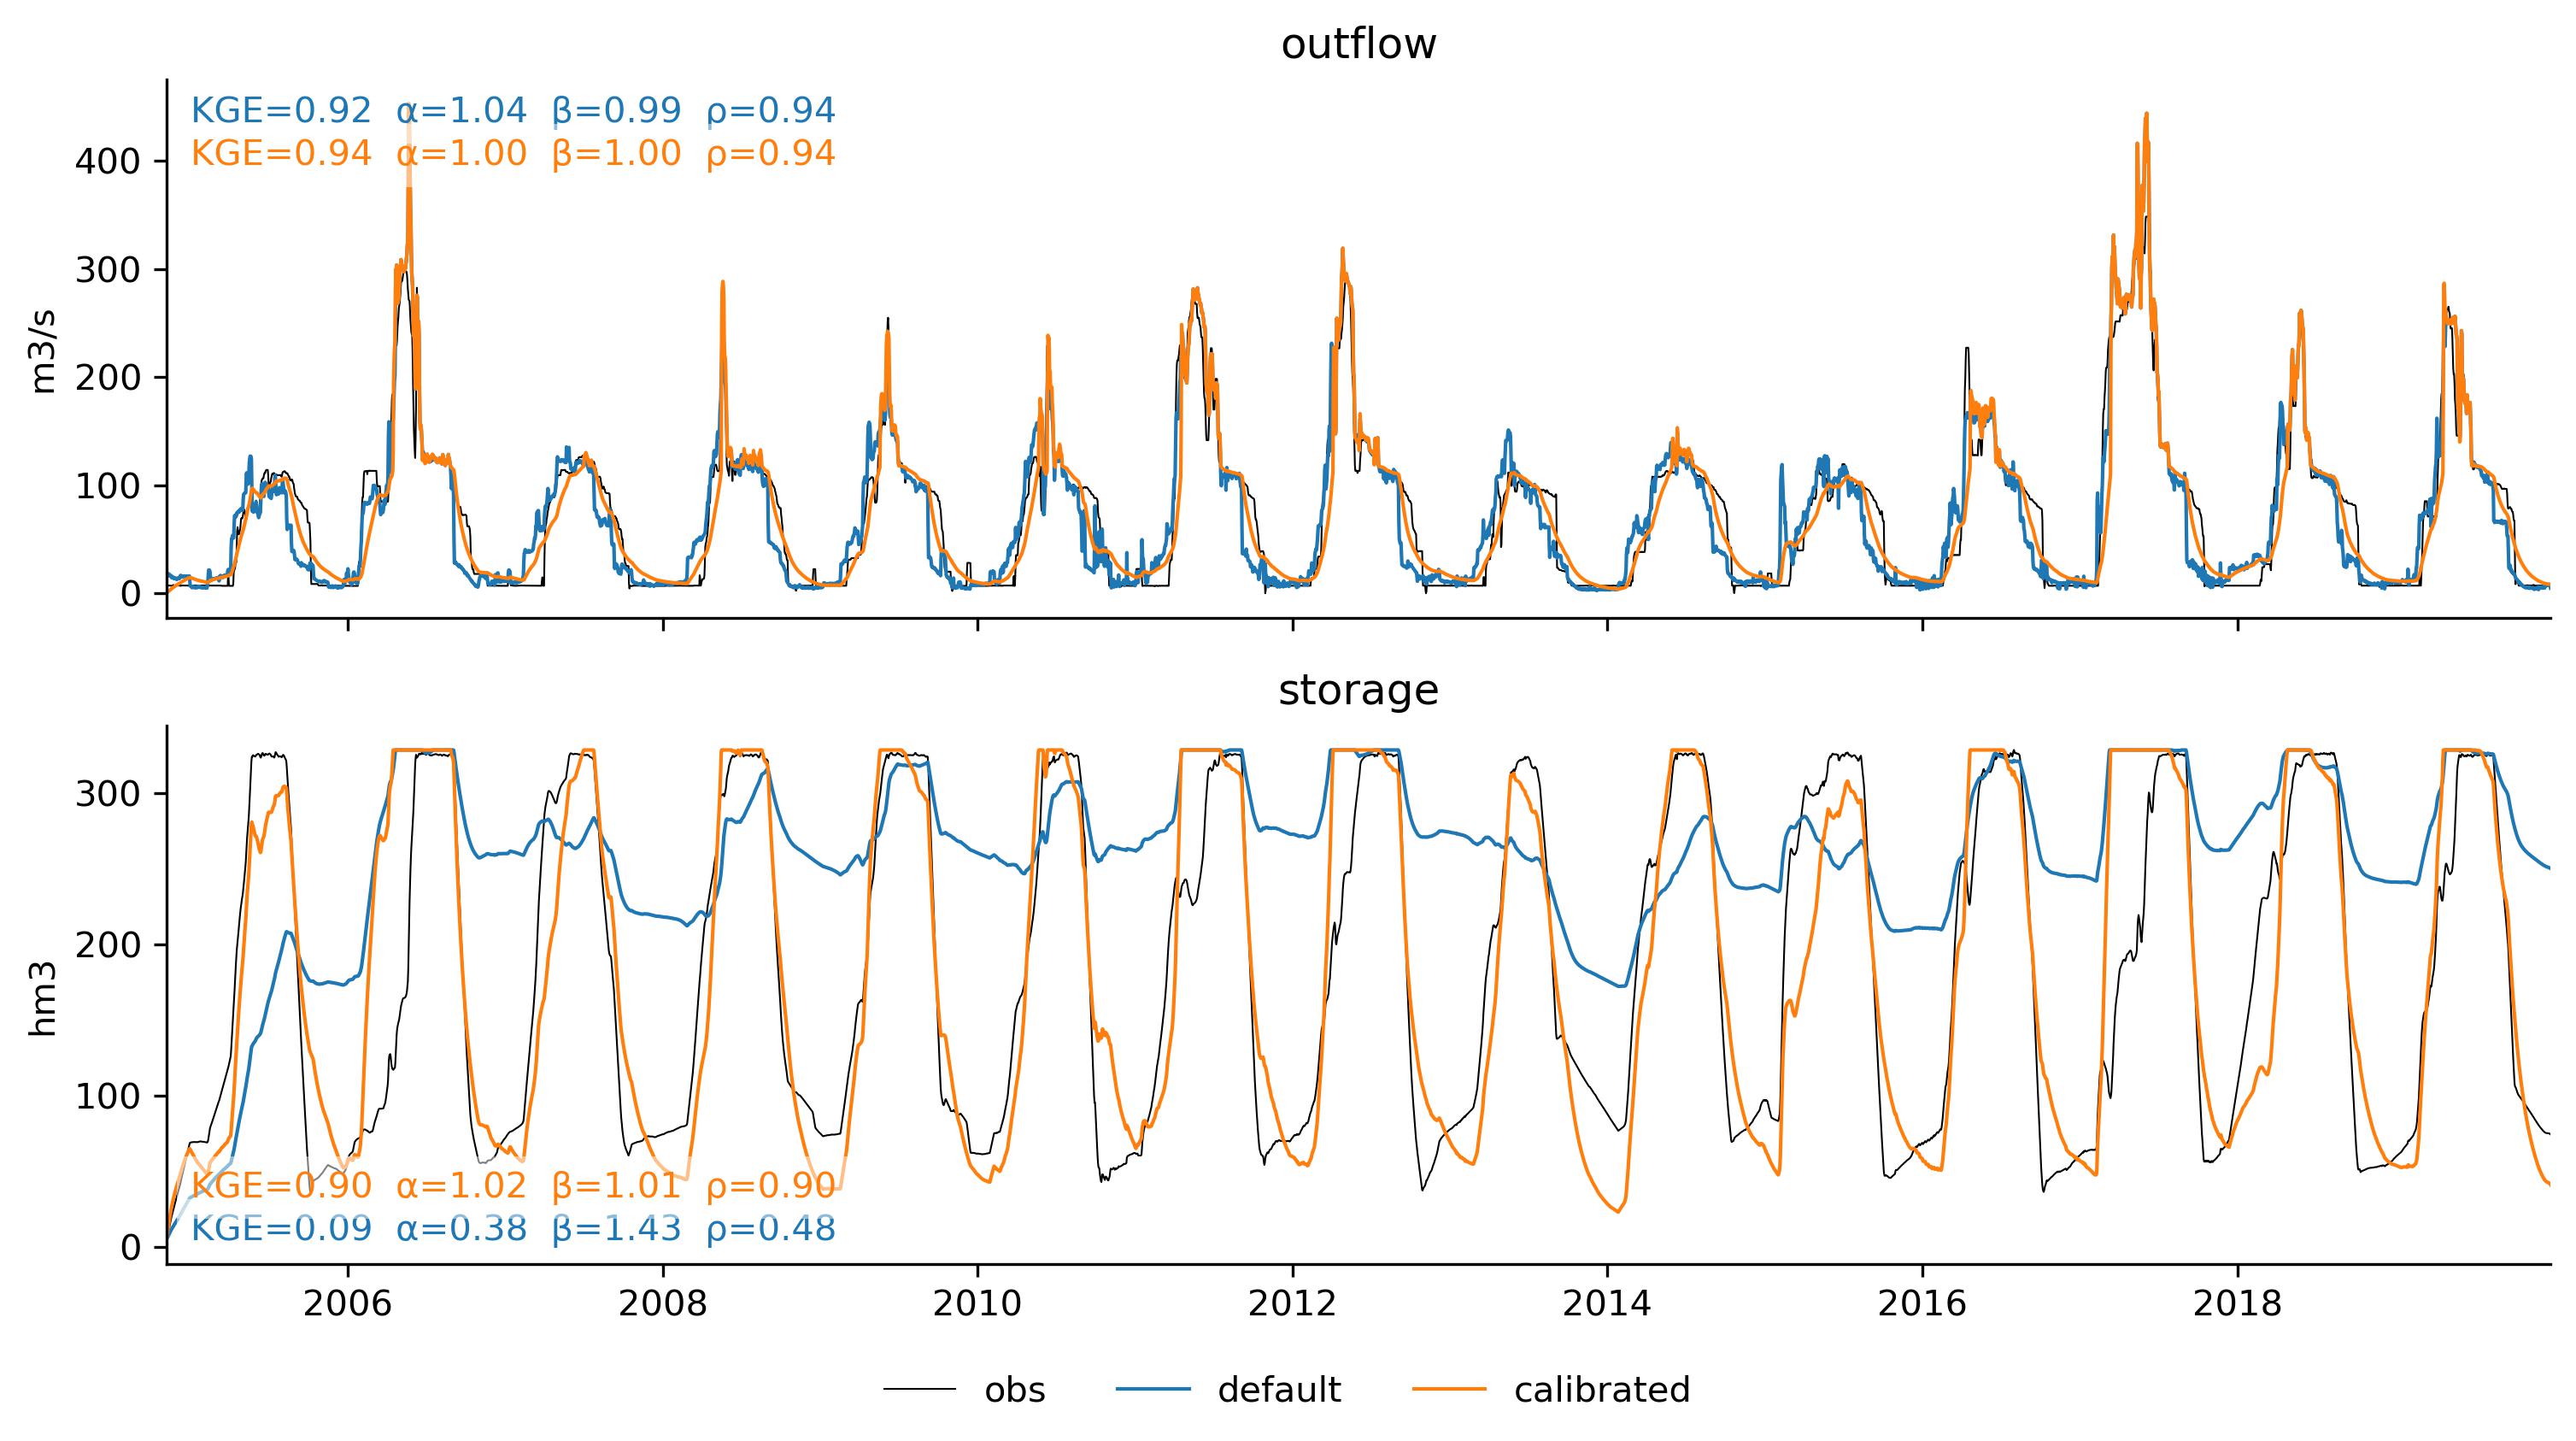 outflow
KGE=0.92 α=1.04 β=0.99 ρ=0.94
KGE=0.94 α=1.00 β=1.00 ρ=0.94
m3/s
400
300
200
100
0
storage
hm3
300
200
100
0
KGE=0.90 α=1.02 β=1.01 ρ=0.90
KGE=0.09 α=0.38 β=1.43 ρ=0.48
2006 2008 2010 2012 2014 2016 2018
obs default calibrated